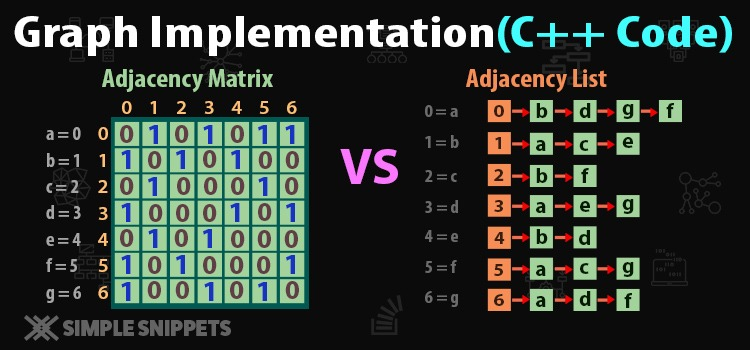 Graph Implementation(C++ Code)
Adjacency Matrix
0 1 2 3 4 5 6
a=0 0 0 1 0 1 0 1 1
b=1 1 1 0 1 0 1 0 0
c=2 2 0 1 0 0 0 1 0
d=3 3 1 0 0 0 1 0 1
e=4 4 0 1 0 1 0 0 0
f=5 5 1 0 1 0 0 0 1
g=6 6 1 0 0 1 0 1 0
VS
Adjacency List
0=a 0 b d g f
1=b 1 a c e
2=c 2 b f
3=d 3 a e g
4=e 4 b d
5=f 5 a c g
6=g 6 a d f
SIMPLE SNIPPETS